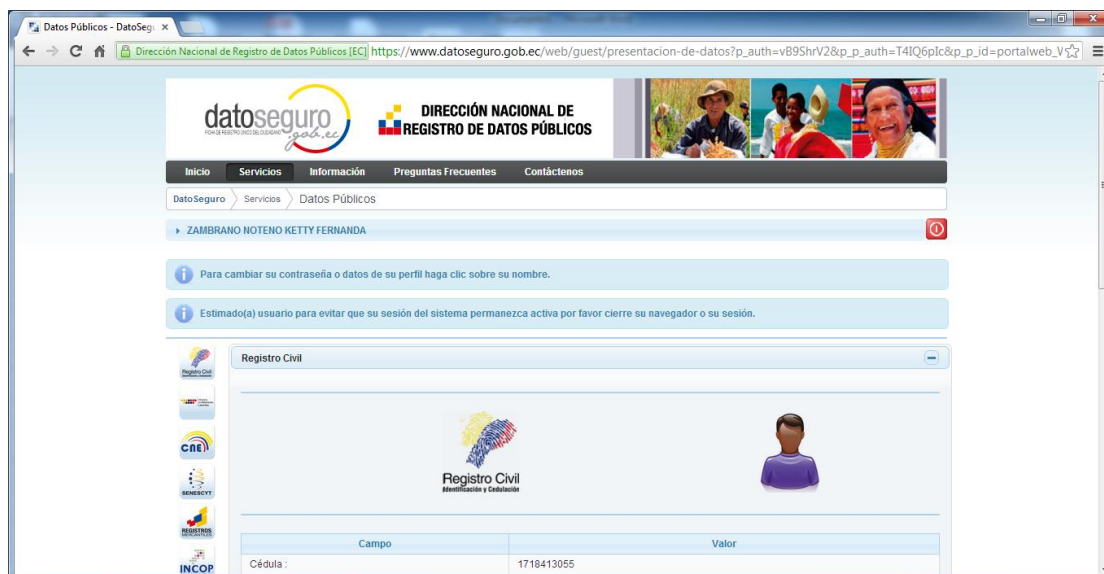 Datos Públicos - DatoSegu
Dirección Nacional de Registro de Datos Públicos [EC] https://www.datoseguro.gob.ec/web/guest/presentacion-de-datos?p_auth=vB9ShrV2&p_p_auth=T4IQ6pIc&p_p_id=portalweb_V
datoseguro
.gob.ec
DIRECCIÓN NACIONAL DE
REGISTRO DE DATOS PÚBLICOS
Inicio Servicios Información Preguntas Frecuentes Contáctenos
DatoSeguro Servicios Datos Públicos
ZAMBRANO NOTENO KETTY FERNANDA
Para cambiar su contraseña o datos de su perfil haga clic sobre su nombre.
Estimado(a) usuario para evitar que su sesión del sistema permanezca activa por favor cierre su navegador o su sesión.
Registro Civil
Registro Civil
CNE
SENESCYT
Registro Civil
Identificación y Cedulación
REGISTROS
MERCANTILES
Campo Valor
INCOP
Cédula : 1718413055